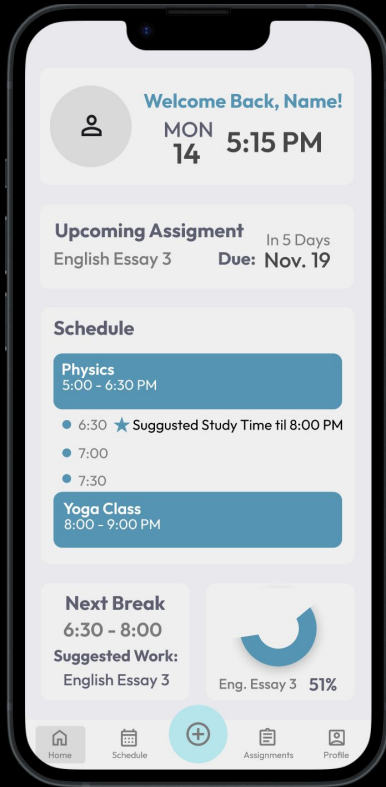 Welcome Back, Name!
MON
14
5:15 PM
Upcoming Assigment
In 5 Days
English Essay 3
Due: Nov. 19
Schedule
Physics
5:00 - 6:30 PM
6:30 ★ Suggusted Study Time til 8:00 PM
7:00
7:30
Yoga Class
8:00 - 9:00 PM
Next Break
6:30 - 8:00
Suggested Work:
English Essay 3
Eng. Essay 3 51%
Home
Schedule
Assignments
Profile